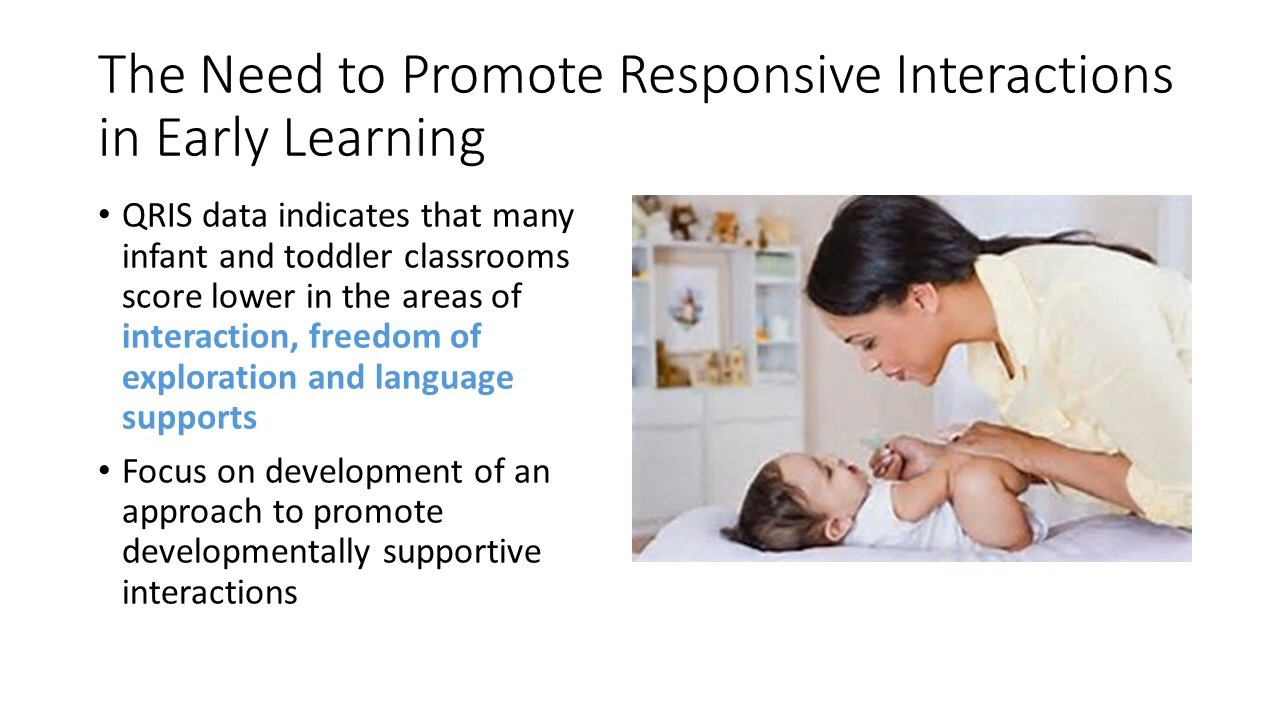 The Need to Promote Responsive Interactions
in Early Learning
• QRIS data indicates that many
infant and toddler classrooms
score lower in the areas of
interaction, freedom of
exploration and language
supports
• Focus on development of an
approach to promote
developmentally supportive
interactions